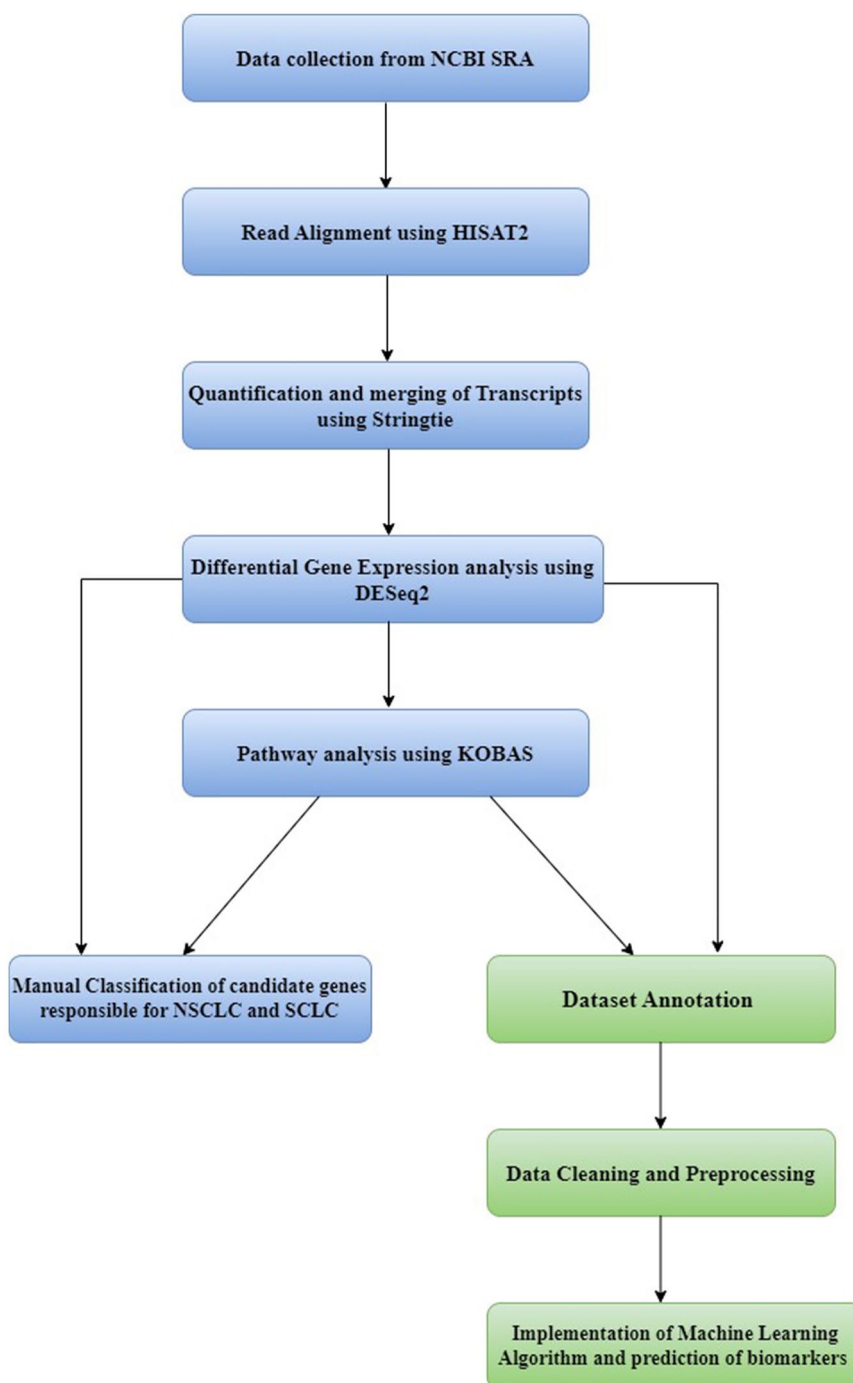 Data collection from NCBI SRA
Read Alignment using HISAT2
Quantification and merging of Transcripts
using Stringtie
Differential Gene Expression analysis using
DESeq2
Pathway analysis using KOBAS
Manual Classification of candidate genes
responsible for NSCLC and SCLC
Dataset Annotation
Data Cleaning and Preprocessing
Implementation of Machine Learning
Algorithm and prediction of biomarkers